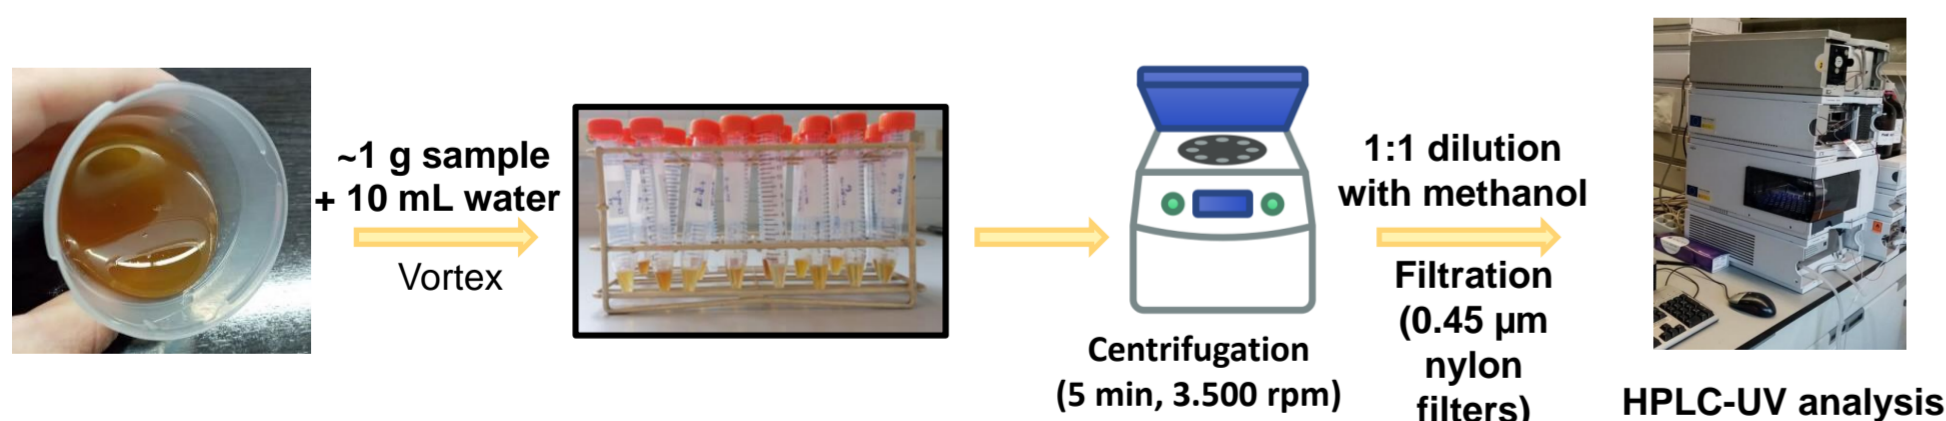 ~1 g sample
+ 10 mL water
Vortex
Centrifugation
(5 min, 3.500 rpm)
1:1 dilution
with methanol
Filtration
(0.45 µm
nylon
filters)
HPLC-UV analysis